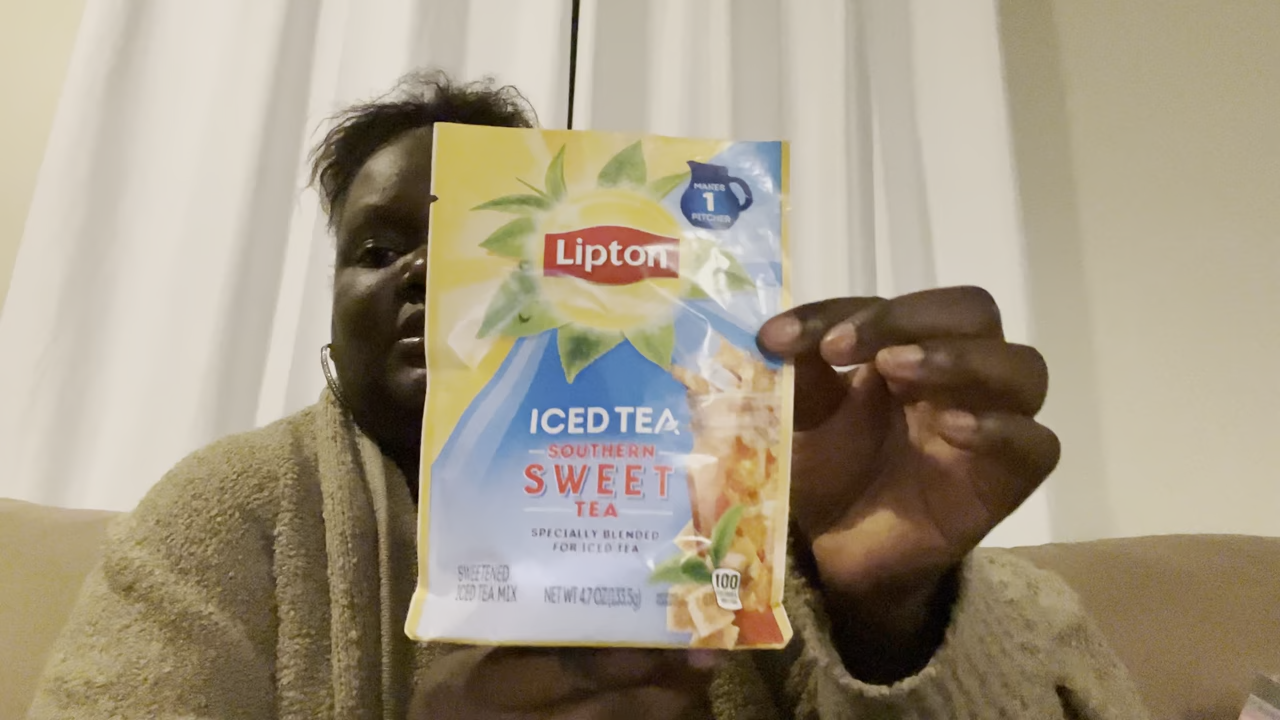 MAKES
1
PITCHER
Lipton
ICED TEA
SOUTHERN
SWEET
TEA
SPECIALLY BLENDED
FOR ICED TEA
SWEETENED
ICED TEA MIX
NET WT 4.7 OZ (133.5g)
100